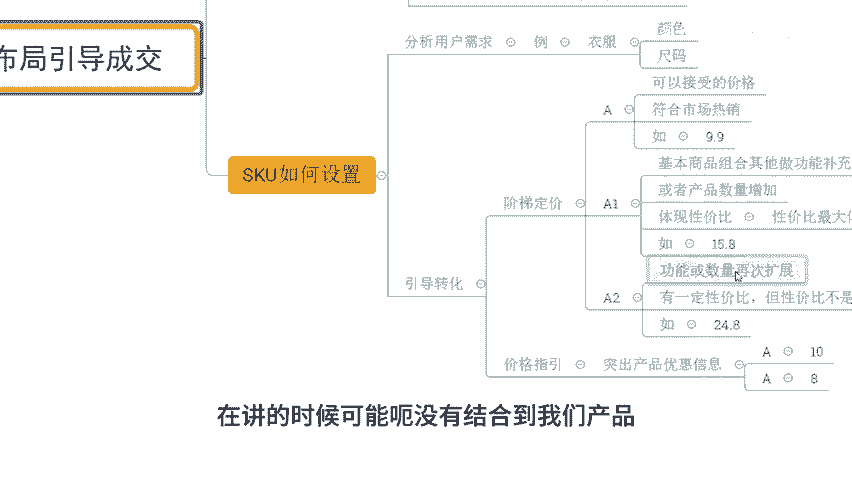 布局引导成交
SKU如何设置
分析用户需求 例 衣服
颜色
尺码
引导转化
阶梯定价
A
可以接受的价格
符合市场热销
如 9.9
A1
基本商品组合其他做功能补充
或者产品数量增加
体现性价比 性价比最大
如 15.8
A2
功能或数量再次扩展
有一定性价比，但性价比不是
如 24.8
价格指引 突出产品优惠信息
A 10
A 8
在讲的时候可能呃没有结合到我们产品